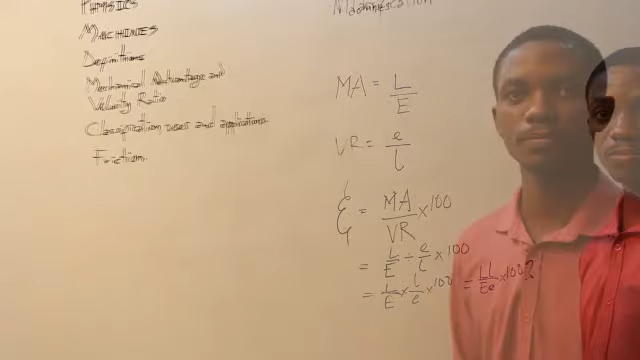 PHYSICS
MACHINES
Definitions
Mechanical Advantage and
Velocity Ratio
Classification, uses and applications
Friction.
MA = L/E
VR = e/l
ξ = MA/VR × 100
= L/E ÷ e/l × 100
= L/E × l/e × 100 = Ll/Ee × 100%